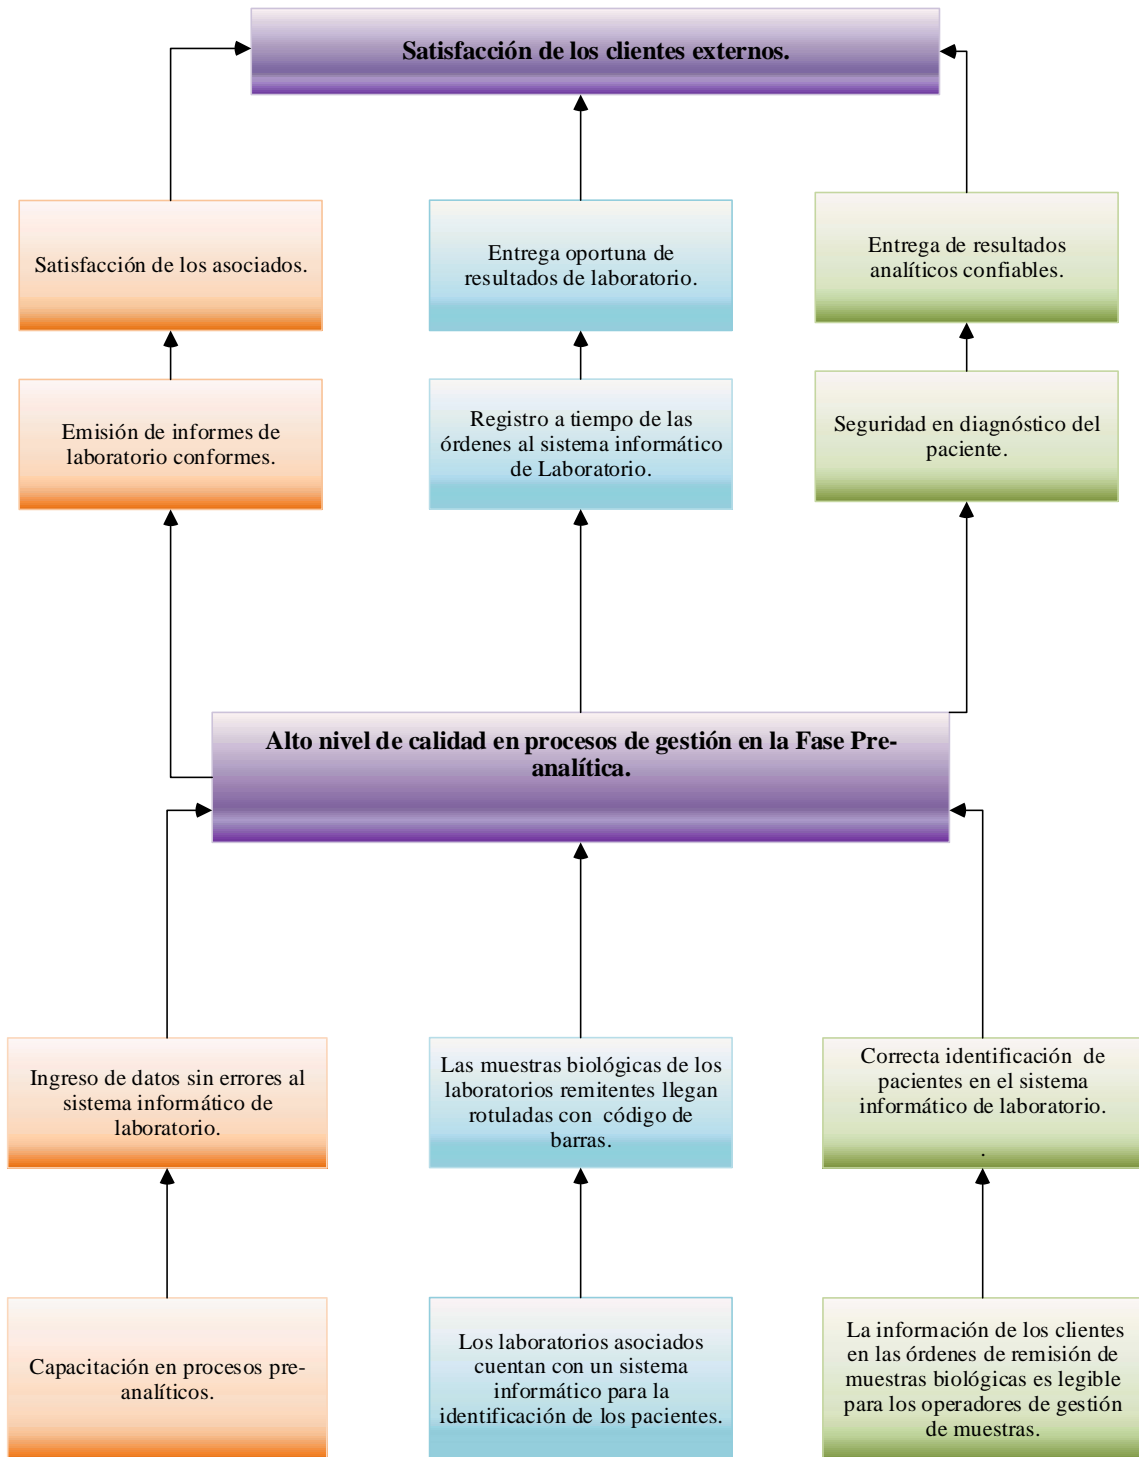 Satisfacción de los clientes externos.
Satisfacción de los asociados.
Entrega oportuna de
resultados de laboratorio.
Entrega de resultados
analíticos confiables.
Emisión de informes de
laboratorio conformes.
Registro a tiempo de las
órdenes al sistema informático
de Laboratorio.
Seguridad en diagnóstico del
paciente.
Alto nivel de calidad en procesos de gestión en la Fase Pre-
analítica.
Ingreso de datos sin errores al
sistema informático de
laboratorio.
Las muestras biológicas de los
laboratorios remitentes llegan
rotuladas con código de
barras.
Correcta identificación de
pacientes en el sistema
informático de laboratorio.
.
Capacitación en procesos pre-
analíticos.
Los laboratorios asociados
cuentan con un sistema
informático para la
identificación de los pacientes.
La información de los clientes
en las órdenes de remisión de
muestras biológicas es legible
para los operadores de gestión
de muestras.